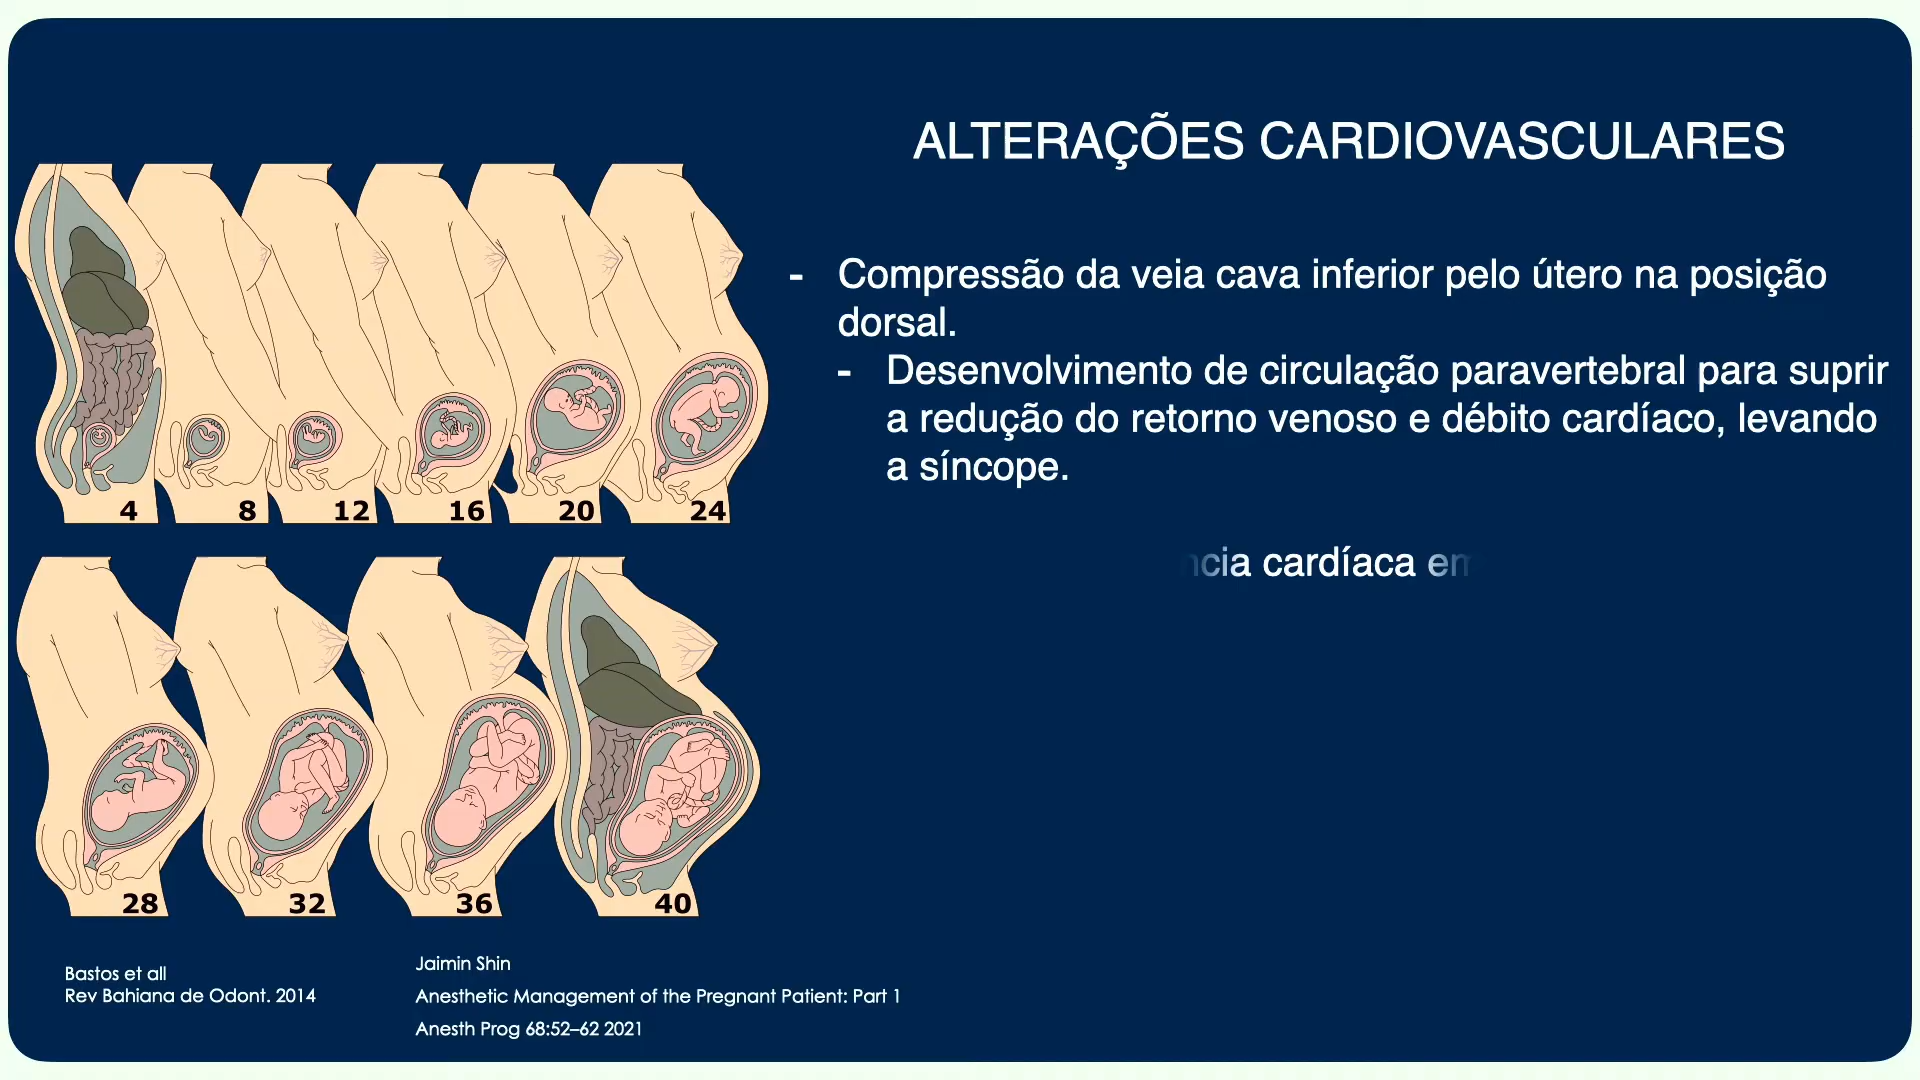 ALTERAÇÕES CARDIOVASCULARES
- Compressão da veia cava inferior pelo útero na posição
dorsal.
- Desenvolvimento de circulação paravertebral para suprir
a redução do retorno venoso e débito cardíaco, levando
a síncope.
cardíaca
4 8 12 16 20 24
28 32 36 40
Bastos et all
Rev Bahiana de Odont. 2014
Jaimin Shin
Anesthetic Management of the Pregnant Patient: Part 1
Anesth Prog 68:52–62 2021